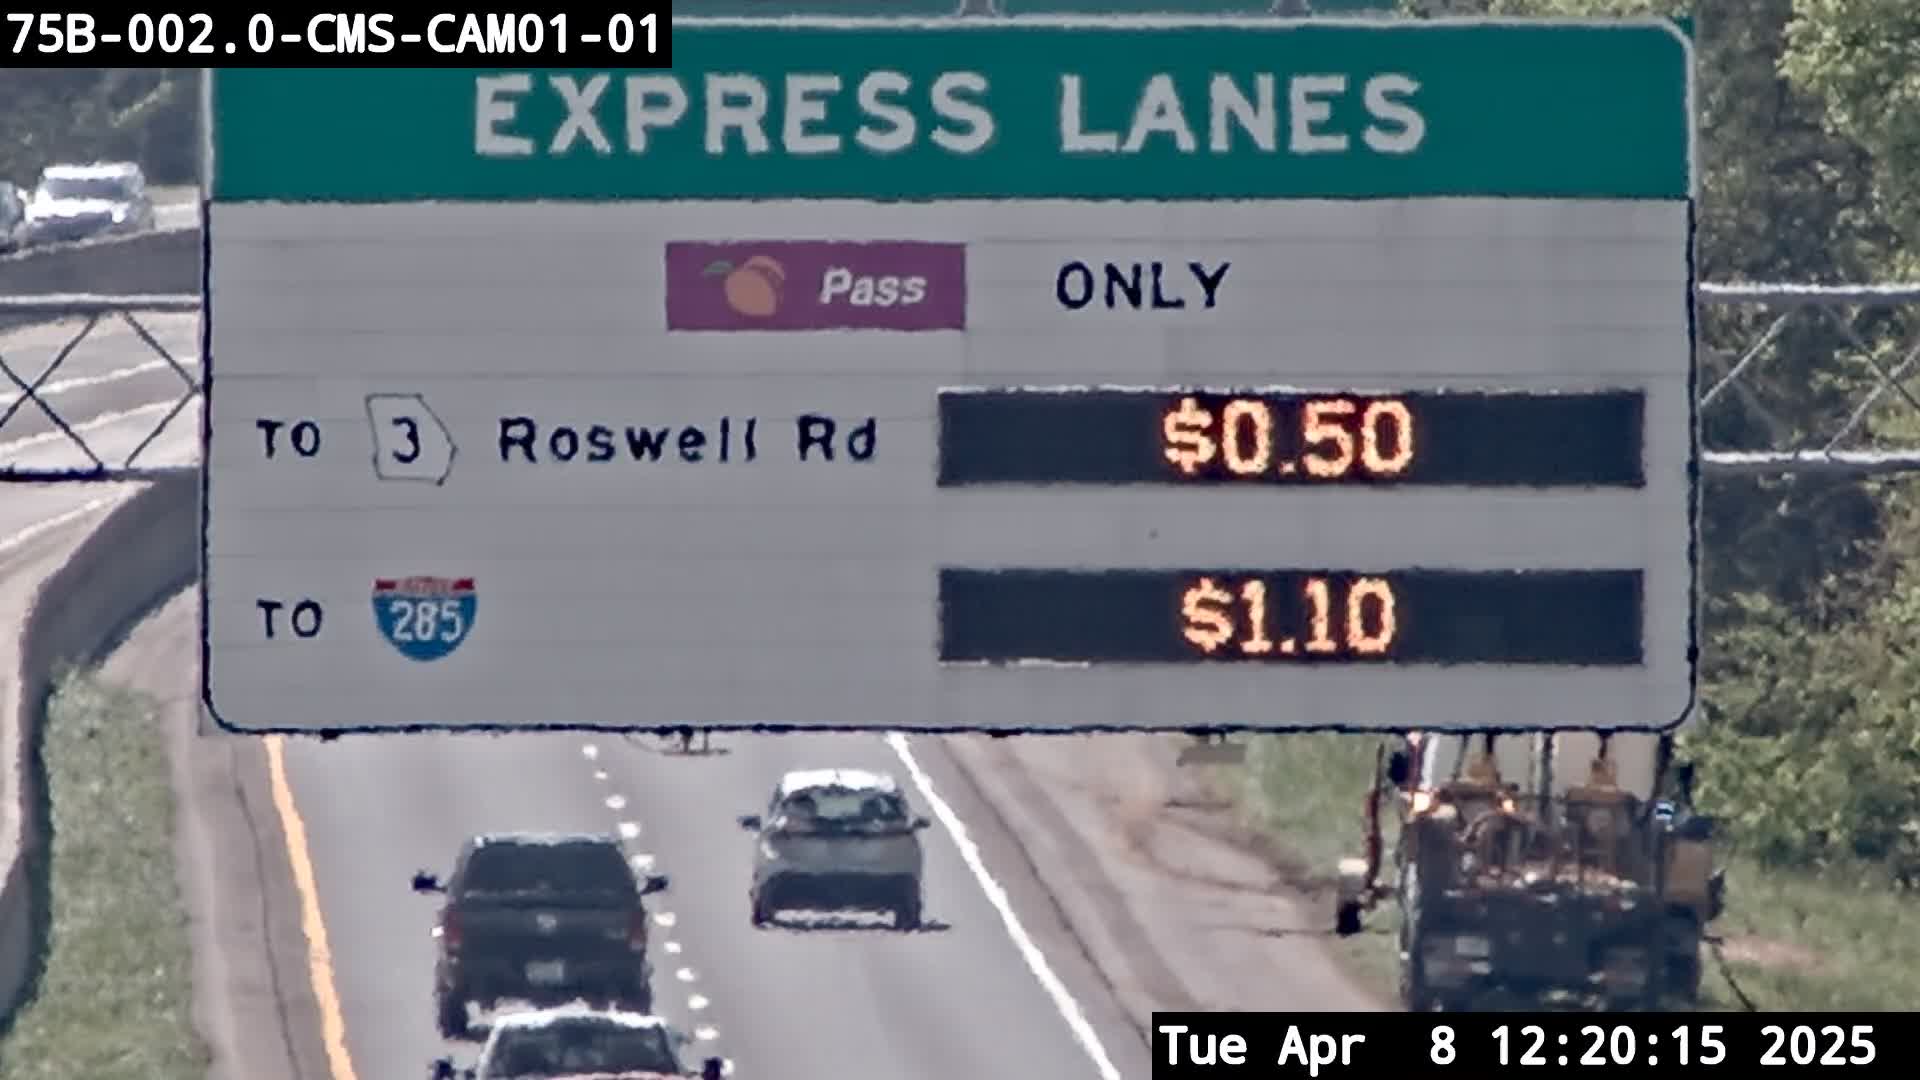 75B-002.0-CMS-CAM01-01
EXPRESS LANES
Pass ONLY
TO 3 Roswell Rd $0.50
TO 285 $1.10
Tue Apr 8 12:20:15 2025